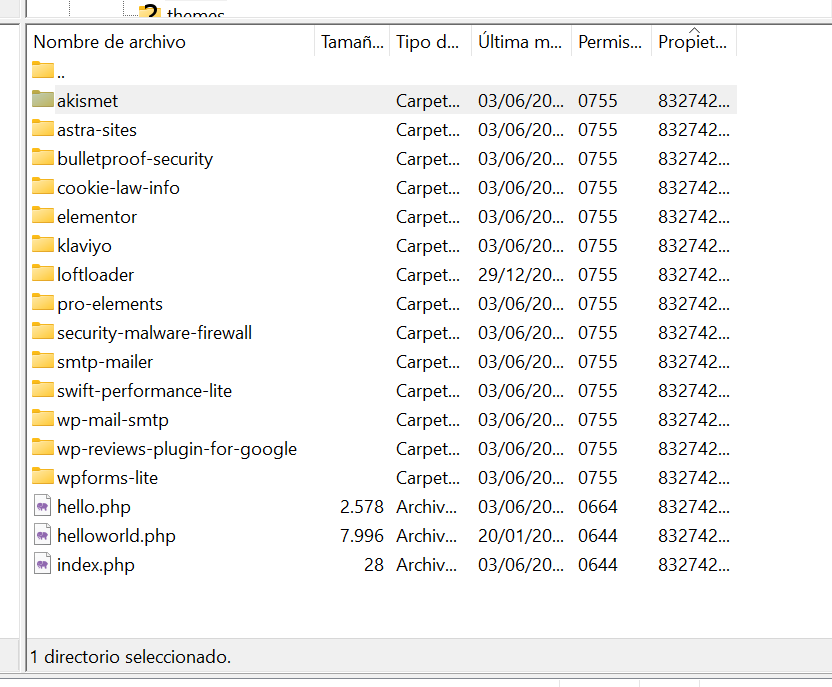 themes
Nombre de archivo Tamañ... Tipo d... Última m... Permis... Propiet...
..
akismet Carpet... 03/06/20... 0755 832742...
astra-sites Carpet... 03/06/20... 0755 832742...
bulletproof-security Carpet... 03/06/20... 0755 832742...
cookie-law-info Carpet... 03/06/20... 0755 832742...
elementor Carpet... 03/06/20... 0755 832742...
klaviyo Carpet... 03/06/20... 0755 832742...
loftloader Carpet... 29/12/20... 0755 832742...
pro-elements Carpet... 03/06/20... 0755 832742...
security-malware-firewall Carpet... 03/06/20... 0755 832742...
smtp-mailer Carpet... 03/06/20... 0755 832742...
swift-performance-lite Carpet... 03/06/20... 0755 832742...
wp-mail-smtp Carpet... 03/06/20... 0755 832742...
wp-reviews-plugin-for-google Carpet... 03/06/20... 0755 832742...
wpforms-lite Carpet... 03/06/20... 0755 832742...
hello.php 2.578 Archiv... 03/06/20... 0664 832742...
helloworld.php 7.996 Archiv... 20/01/20... 0644 832742...
index.php 28 Archiv... 03/06/20... 0644 832742...
1 directorio seleccionado.